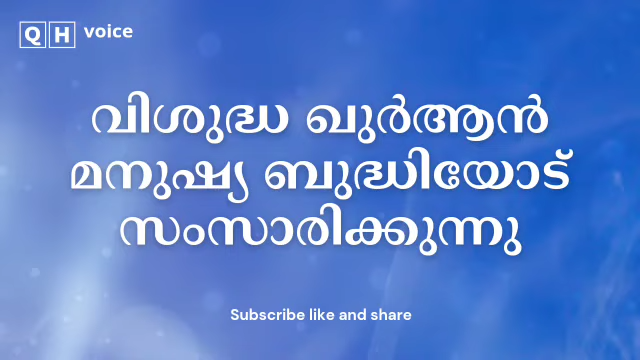 QH voice
വിശുദ്ധ ഖുർആൻ
മനുഷ്യ ബുദ്ധിയോട്
സംസാരിക്കുന്നു
Subscribe like and share